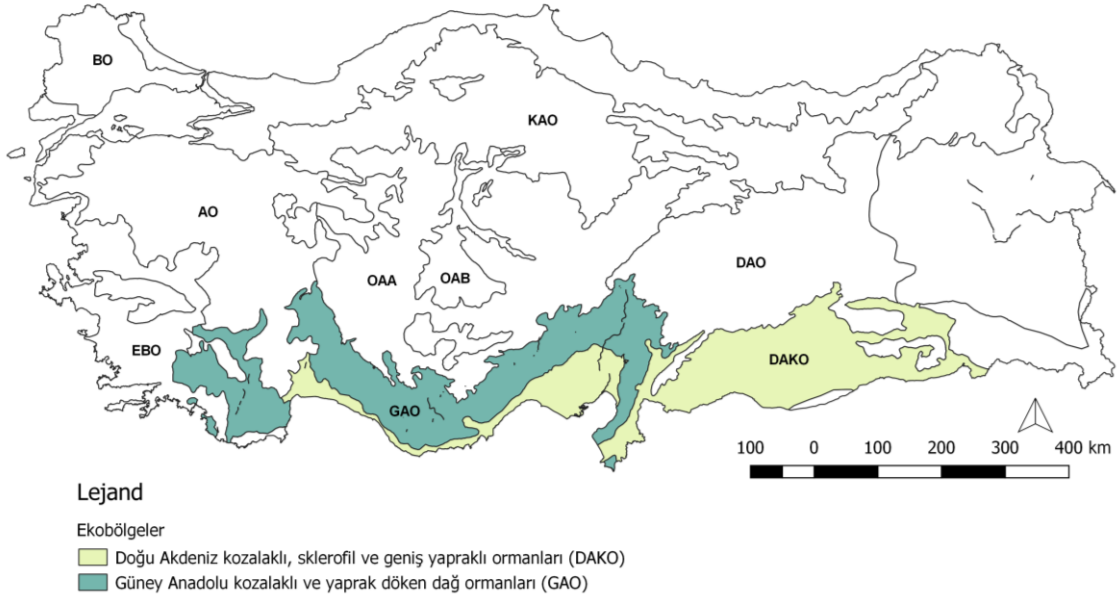 BO
KAO
AO
DAO
OAA
OAB
EBO
DAKO
GAO
100 0 100 200 300 400 km
Lejand
Ekobölgeler
Doğu Akdeniz kozalaklı, sklerofil ve geniş yapraklı ormanları (DAKO)
Güney Anadolu kozalaklı ve yaprak döken dağ ormanları (GAO)